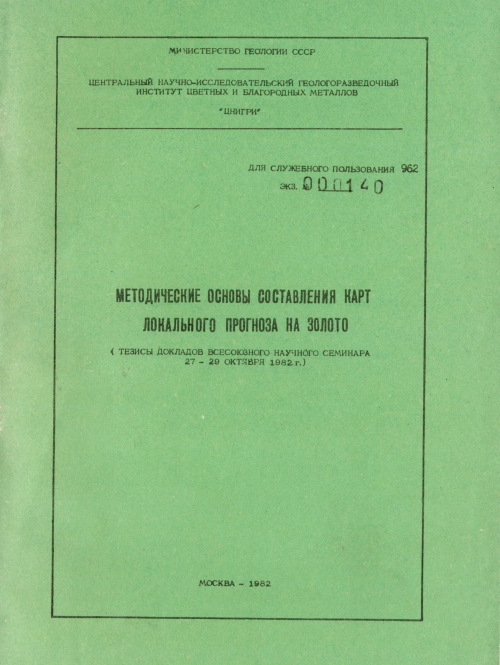 МИНИСТЕРСТВО ГЕОЛОГИИ СССР
ЦЕНТРАЛЬНЫЙ НАУЧНО-ИССЛЕДОВАТЕЛЬСКИЙ ГЕОЛОГОРАЗВЕДОЧНЫЙ
ИНСТИТУТ ЦВЕТНЫХ И БЛАГОРОДНЫХ МЕТАЛЛОВ
"ЦНИГРИ"
ДЛЯ СЛУЖЕБНОГО ПОЛЬЗОВАНИЯ 962
ЭКЗ. № 000140
МЕТОДИЧЕСКИЕ ОСНОВЫ СОСТАВЛЕНИЯ КАРТ
ЛОКАЛЬНОГО ПРОГНОЗА НА ЗОЛОТО
( ТЕЗИСЫ ДОКЛАДОВ ВСЕСОЮЗНОГО НАУЧНОГО СЕМИНАРА
27 - 29 ОКТЯБРЯ 1982 г.)
МОСКВА - 1982